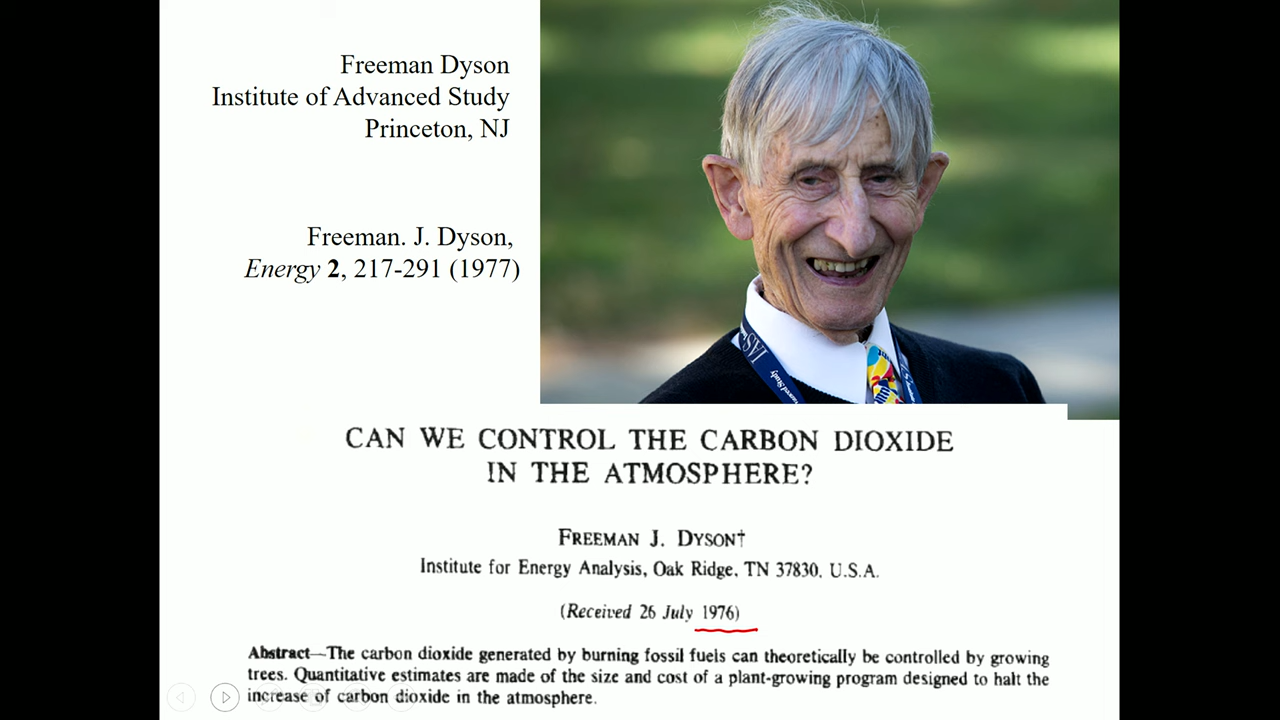 Freeman Dyson
Institute of Advanced Study
Princeton, NJ
Freeman. J. Dyson,
Energy 2, 217-291 (1977)
IAS
CAN WE CONTROL THE CARBON DIOXIDE
IN THE ATMOSPHERE?
FREEMAN J. DYSON†
Institute for Energy Analysis, Oak Ridge, TN 37830, U.S.A.
(Received 26 July 1976)
Abstract—The carbon dioxide generated by burning fossil fuels can theoretically be controlled by growing
trees. Quantitative estimates are made of the size and cost of a plant-growing program designed to halt the
increase of carbon dioxide in the atmosphere.